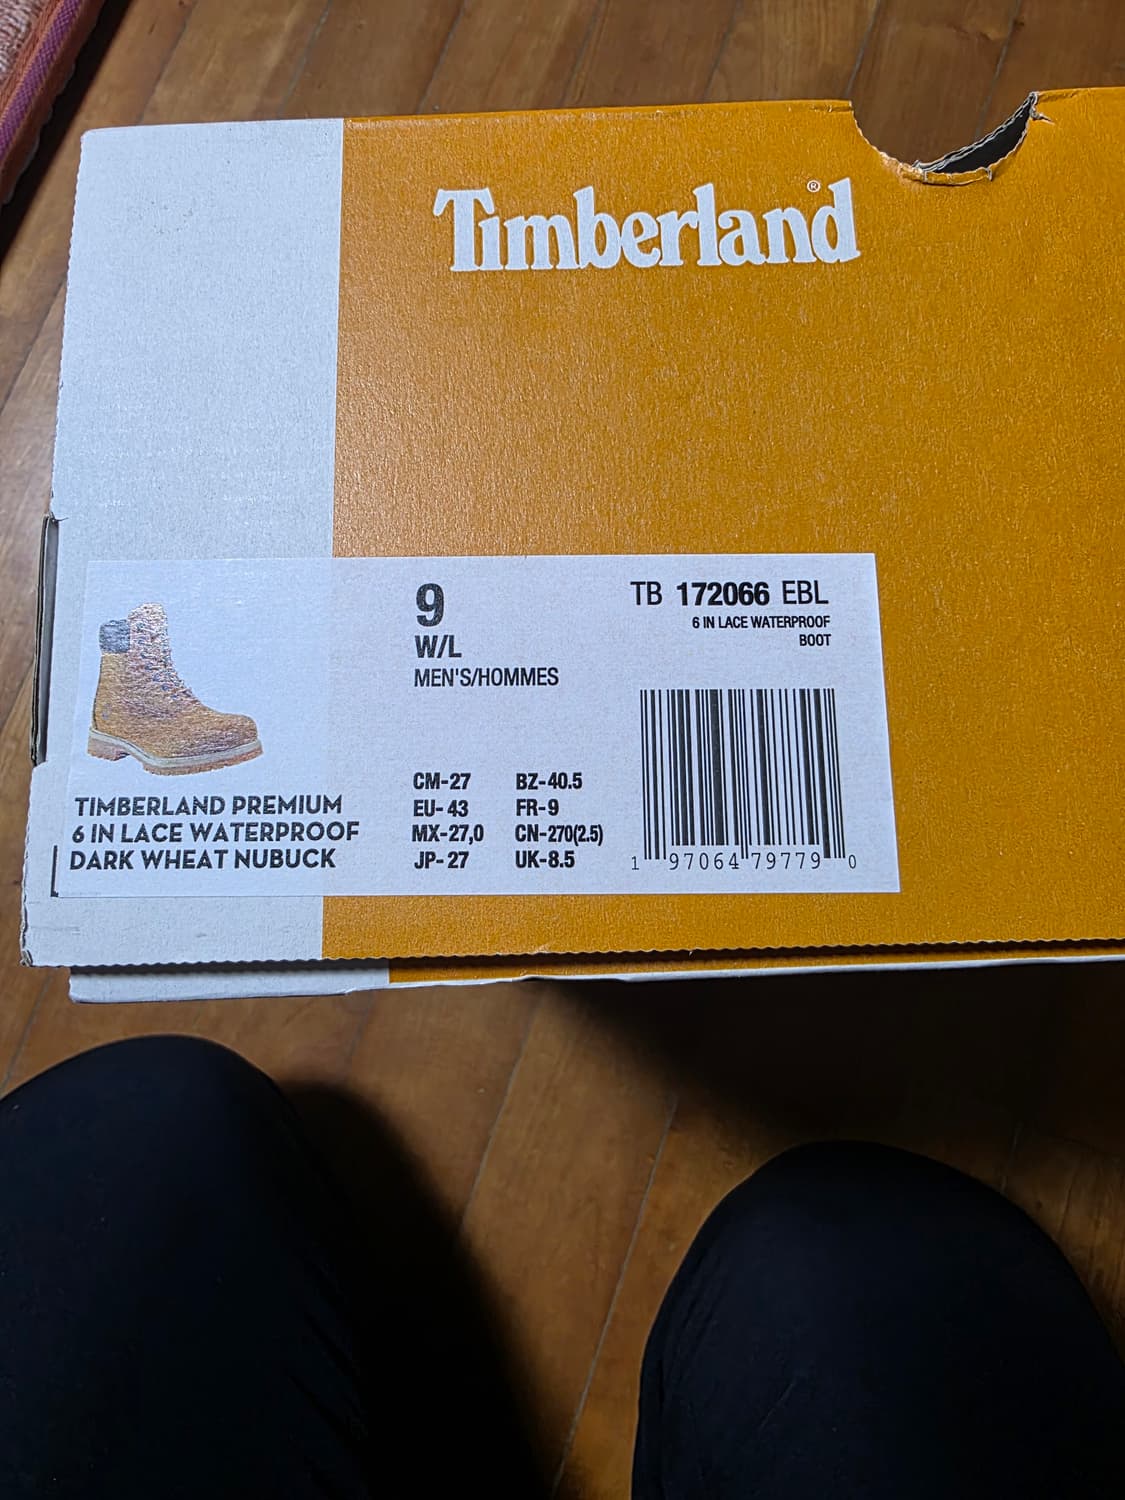 Timberland®
9
W/L
MEN'S/HOMMES
TB 172066 EBL
6 IN LACE WATERPROOF
BOOT
CM-27 BZ-40.5
EU-43 FR-9
MX-27,0 CN-270(2.5)
JP-27 UK-8.5
1 97064 79779 0
TIMBERLAND PREMIUM
6 IN LACE WATERPROOF
DARK WHEAT NUBUCK